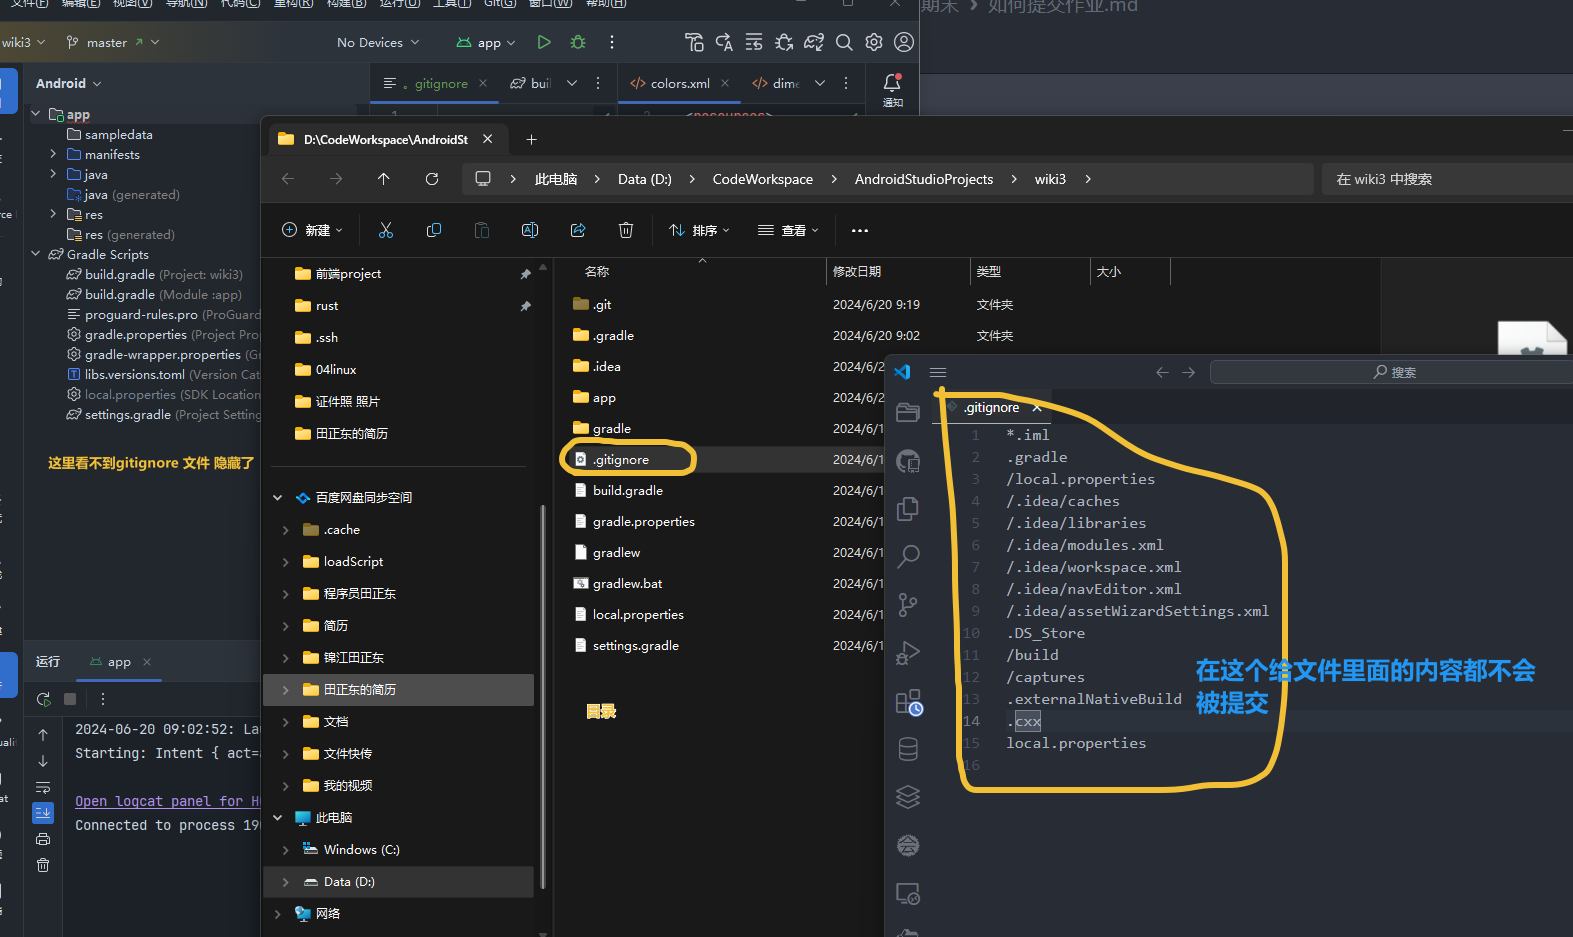 文件(F) 编辑(E) 视图(V) 导航(N) 代码(C) 重构(R) 构建(B) 运行(U) 工具(T) Git(G) 窗口(W) 帮助(H)
期末 › 如何提交作业.md
wiki3 master No Devices app
Android
. gitignore
buil
colors.xml
dime
通知
1
2 <resources>
app
sampledata
manifests
java
java (generated)
res
res (generated)
Gradle Scripts
build.gradle (Project: wiki3)
build.gradle (Module :app)
proguard-rules.pro (ProGuard
gradle.properties (Project Prop
gradle-wrapper.properties (Gr
libs.versions.toml (Version Cat
local.properties (SDK Location
settings.gradle (Project Setting
这里看不到gitignore 文件 隐藏了
运行 app
2024-06-20 09:02:52: La
Starting: Intent { act=
Open logcat panel for H
Connected to process 19
D:\CodeWorkspace\AndroidSt
此电脑 › Data (D:) › CodeWorkspace › AndroidStudioProjects › wiki3 ›
在 wiki3 中搜索
新建 排序 查看
前端project
rust
.ssh
04linux
证件照 照片
田正东的简历
百度网盘同步空间
.cache
loadScript
程序员田正东
简历
锦江田正东
田正东的简历
文档
文件快传
我的视频
此电脑
Windows (C:)
Data (D:)
网络
名称 修改日期 类型 大小
.git 2024/6/20 9:19 文件夹
.gradle 2024/6/20 9:02 文件夹
.idea 2024/6/2
app 2024/6/2
gradle 2024/6/1
.gitignore 2024/6/1
build.gradle 2024/6/1
gradle.properties 2024/6/1
gradlew 2024/6/1
gradlew.bat 2024/6/1
local.properties 2024/6/1
settings.gradle 2024/6/1
目录
搜索
.gitignore
1 *.iml
2 .gradle
3 /local.properties
4 /.idea/caches
5 /.idea/libraries
6 /.idea/modules.xml
7 /.idea/workspace.xml
8 /.idea/navEditor.xml
9 /.idea/assetWizardSettings.xml
10 .DS_Store
11 /build
12 /captures
13 .externalNativeBuild
14 .cxx
15 local.properties
16
在这个给文件里面的内容都不会
被提交